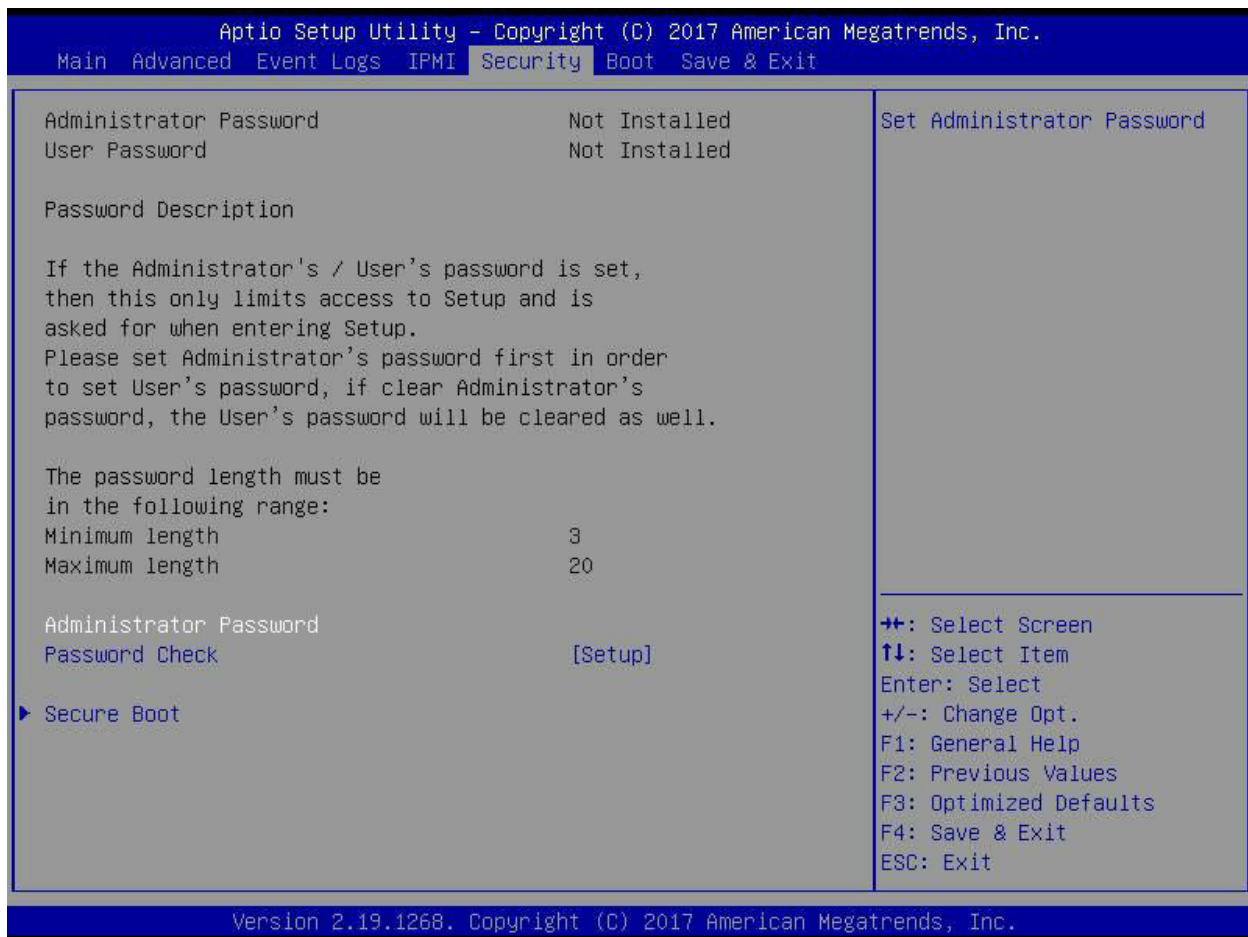 Aptio Setup Utility – Copyright (C) 2017 American Megatrends, Inc.
Main Advanced Event Logs IPMI Security Boot Save & Exit
Administrator Password Not Installed
User Password Not Installed
Password Description
If the Administrator's / User's password is set,
then this only limits access to Setup and is
asked for when entering Setup.
Please set Administrator's password first in order
to set User's password, if clear Administrator's
password, the User's password will be cleared as well.
The password length must be
in the following range:
Minimum length 3
Maximum length 20
Administrator Password
Password Check [Setup]
▶ Secure Boot
Set Administrator Password
→←: Select Screen
↑↓: Select Item
Enter: Select
+/-: Change Opt.
F1: General Help
F2: Previous Values
F3: Optimized Defaults
F4: Save & Exit
ESC: Exit
Version 2.19.1268. Copyright (C) 2017 American Megatrends, Inc.